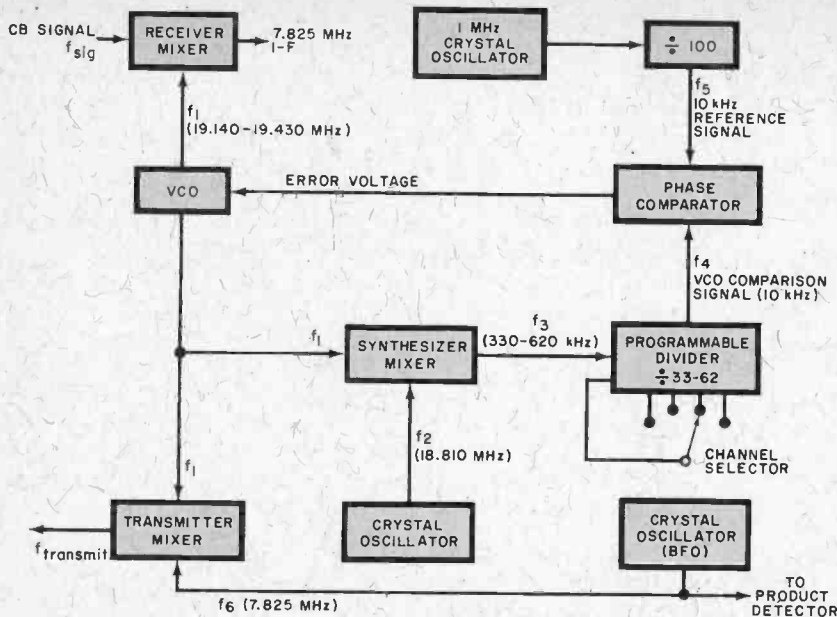 CB SIGNAL
fsig
RECEIVER
MIXER
7.825 MHz
I-F
1 MHz
CRYSTAL
OSCILLATOR
÷ 100
f1
(19.140-19.430 MHz)
f5
10 kHz
REFERENCE
SIGNAL
VCO
ERROR VOLTAGE
PHASE
COMPARATOR
f4
VCO COMPARISON
SIGNAL (10 kHz)
f1
SYNTHESIZER
MIXER
f3
(330-620 kHz)
PROGRAMMABLE
DIVIDER
÷ 33-62
f2
(18.810 MHz)
CHANNEL
SELECTOR
f1
TRANSMITTER
MIXER
ftransmit
CRYSTAL
OSCILLATOR
CRYSTAL
OSCILLATOR
(BFO)
f6 (7.825 MHz)
TO
PRODUCT
DETECTOR